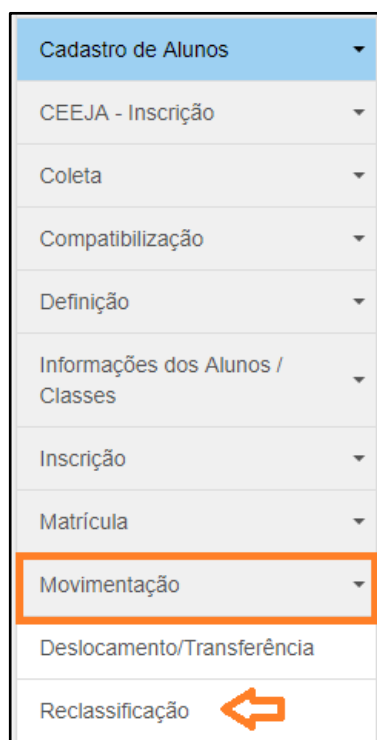 Cadastro de Alunos
CEEJA - Inscrição
Coleta
Compatibilização
Definição
Informações dos Alunos /
Classes
Inscrição
Matrícula
Movimentação
Deslocamento/Transferência
Reclassificação